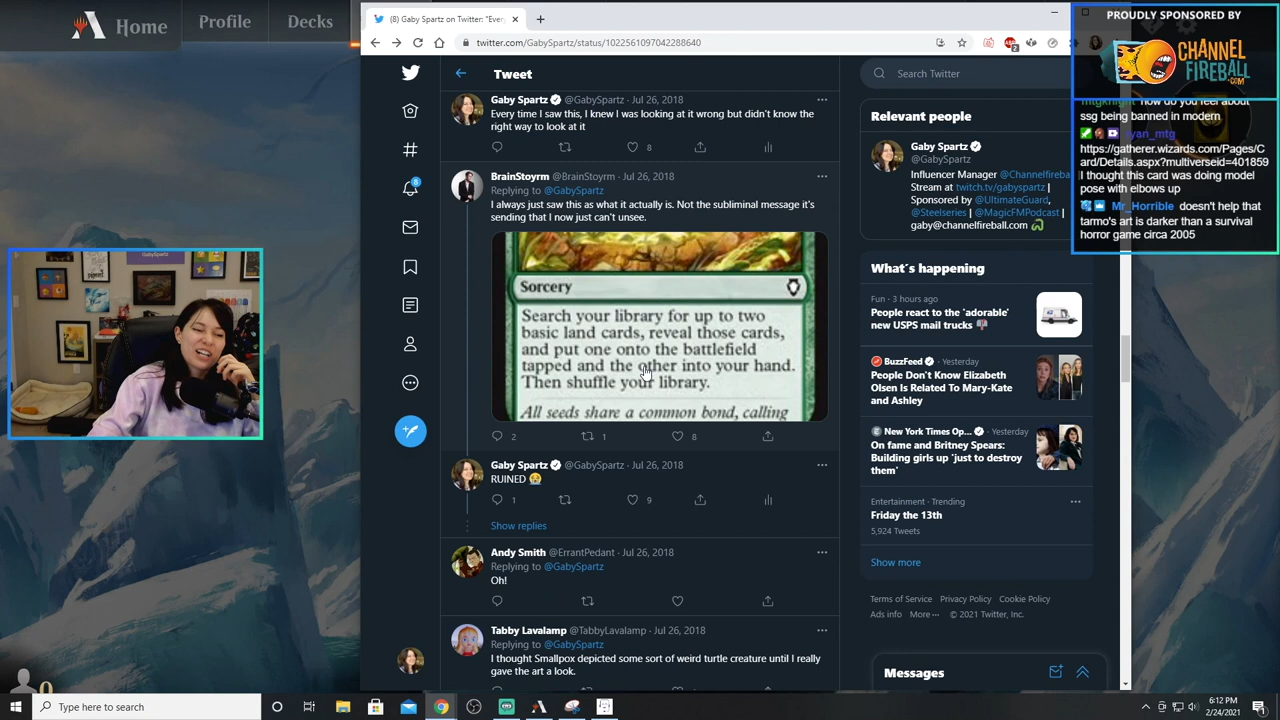 Home
Profile
Decks
(8) Gaby Spartz on Twitter: "Ever
twitter.com/GabySpartz/status/1022561097042288640
PROUDLY SPONSORED BY
CHANNEL
FIREBALL
.COM
Tweet
Search Twitter
Gaby Spartz @GabySpartz · Jul 26, 2018
Every time I saw this, I knew I was looking at it wrong but didn't know the
right way to look at it
8
BrainStoyrm @BrainStoyrm · Jul 26, 2018
Replying to @GabySpartz
I always just saw this as what it actually is. Not the subliminal message it's
sending that I now just can't unsee.
Sorcery
Search your library for up to two
basic land cards, reveal those cards,
and put one onto the battlefield
tapped and the other into your hand.
Then shuffle your library.
All seeds share a common bond, calling
2
1
8
Gaby Spartz @GabySpartz · Jul 26, 2018
RUINED 😭
1
9
Show replies
Andy Smith @ErrantPedant · Jul 26, 2018
Replying to @GabySpartz
Oh!
Tabby Lavalamp @TabbyLavalamp · Jul 26, 2018
Replying to @GabySpartz
I thought Smallpox depicted some sort of weird turtle creature until I really
gave the art a look.
Relevant people
Gaby Spartz
@GabySpartz
Influencer Manager @Channelfireba
Stream at twitch.tv/gabyspartz |
Sponsored by @UltimateGuard,
@Steelseries | @MagicFMPodcast |
gaby@channelfireball.com
What's happening
Fun · 3 hours ago
People react to the 'adorable'
new USPS mail trucks
BuzzFeed · Yesterday
People Don't Know Elizabeth
Olsen Is Related To Mary-Kate
and Ashley
New York Times Op... · Yesterday
On fame and Britney Spears:
Building girls up 'just to destroy
them'
Entertainment · Trending
Friday the 13th
5,924 Tweets
Show more
Terms of Service Privacy Policy Cookie Policy
Ads info More ··· © 2021 Twitter, Inc.
Messages
mtgknight how do you feel about
ssg being banned in modern
ryan_mtg
https://gatherer.wizards.com/Pages/C
ard/Details.aspx?multiverseid=401859
I thought this card was doing model
pose with elbows up
Mr_Horrible doesn't help that
tarmo's art is darker than a survival
horror game circa 2005
8
2
0
Type here to search
6:12 PM
2/24/2021
1